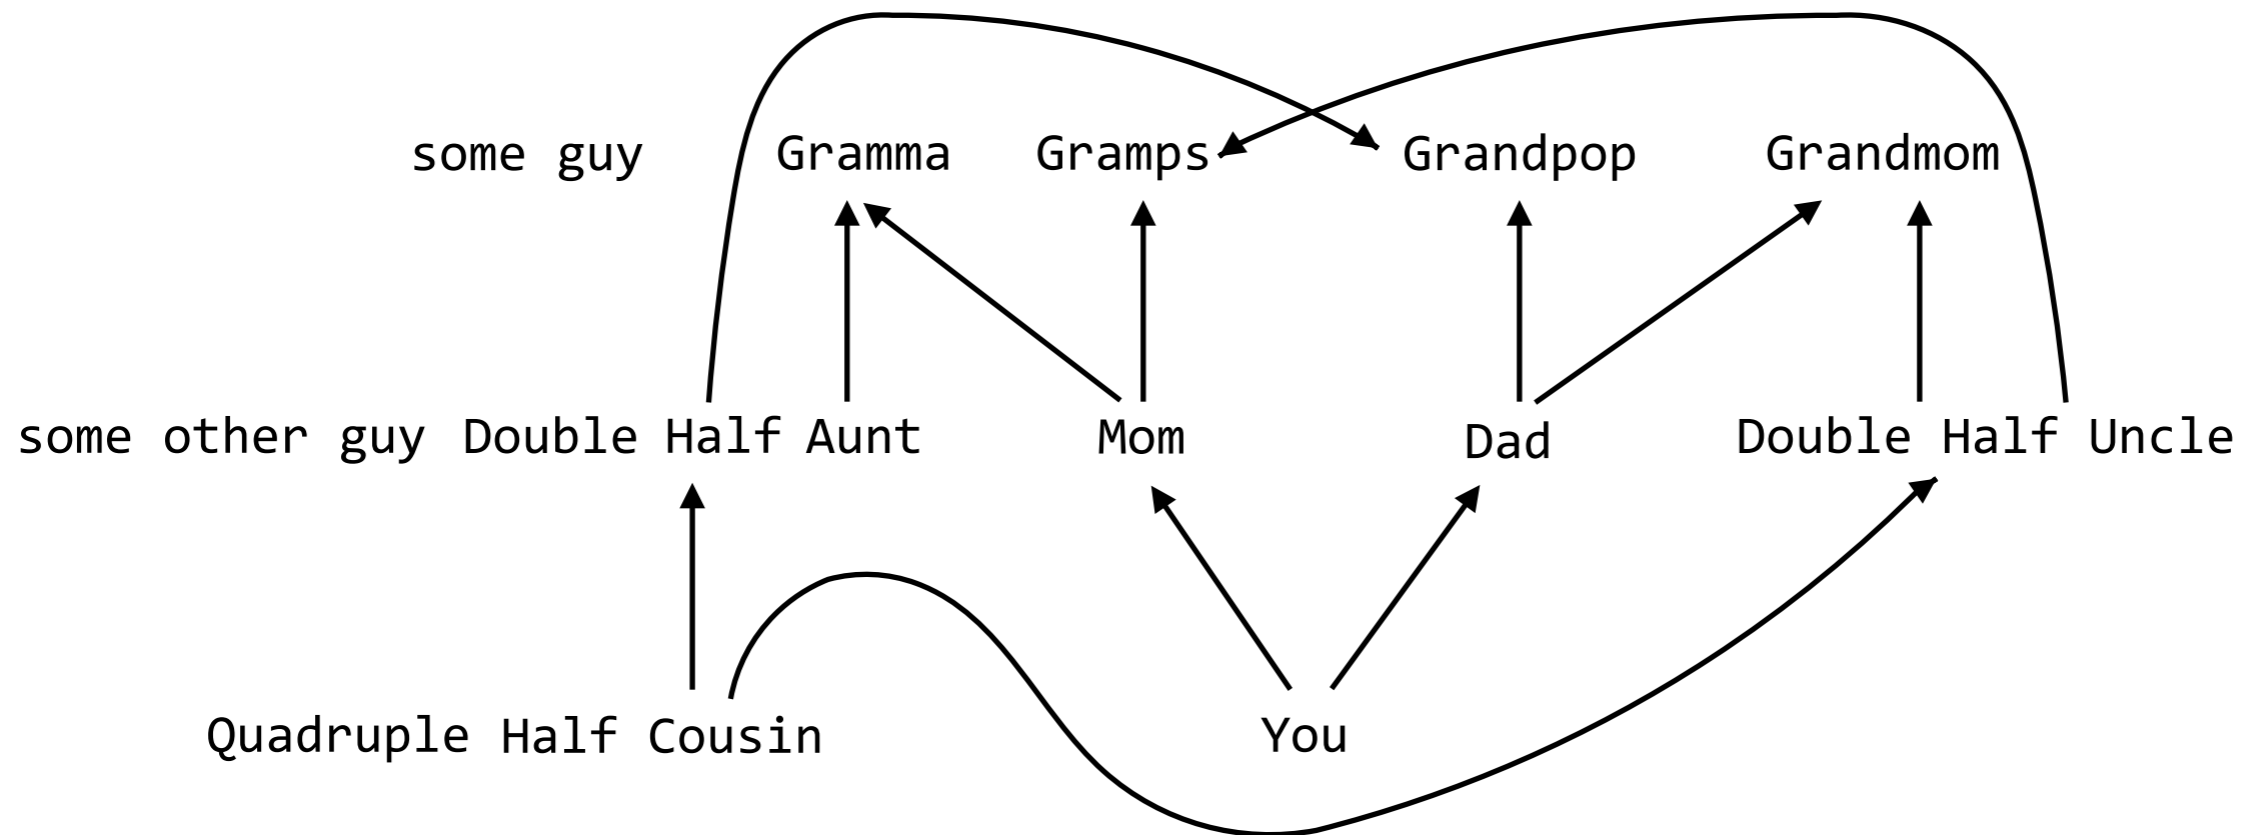 some guy Gramma Gramps Grandpop Grandmom
some other guy Double Half Aunt Mom Dad Double Half Uncle
Quadruple Half Cousin You